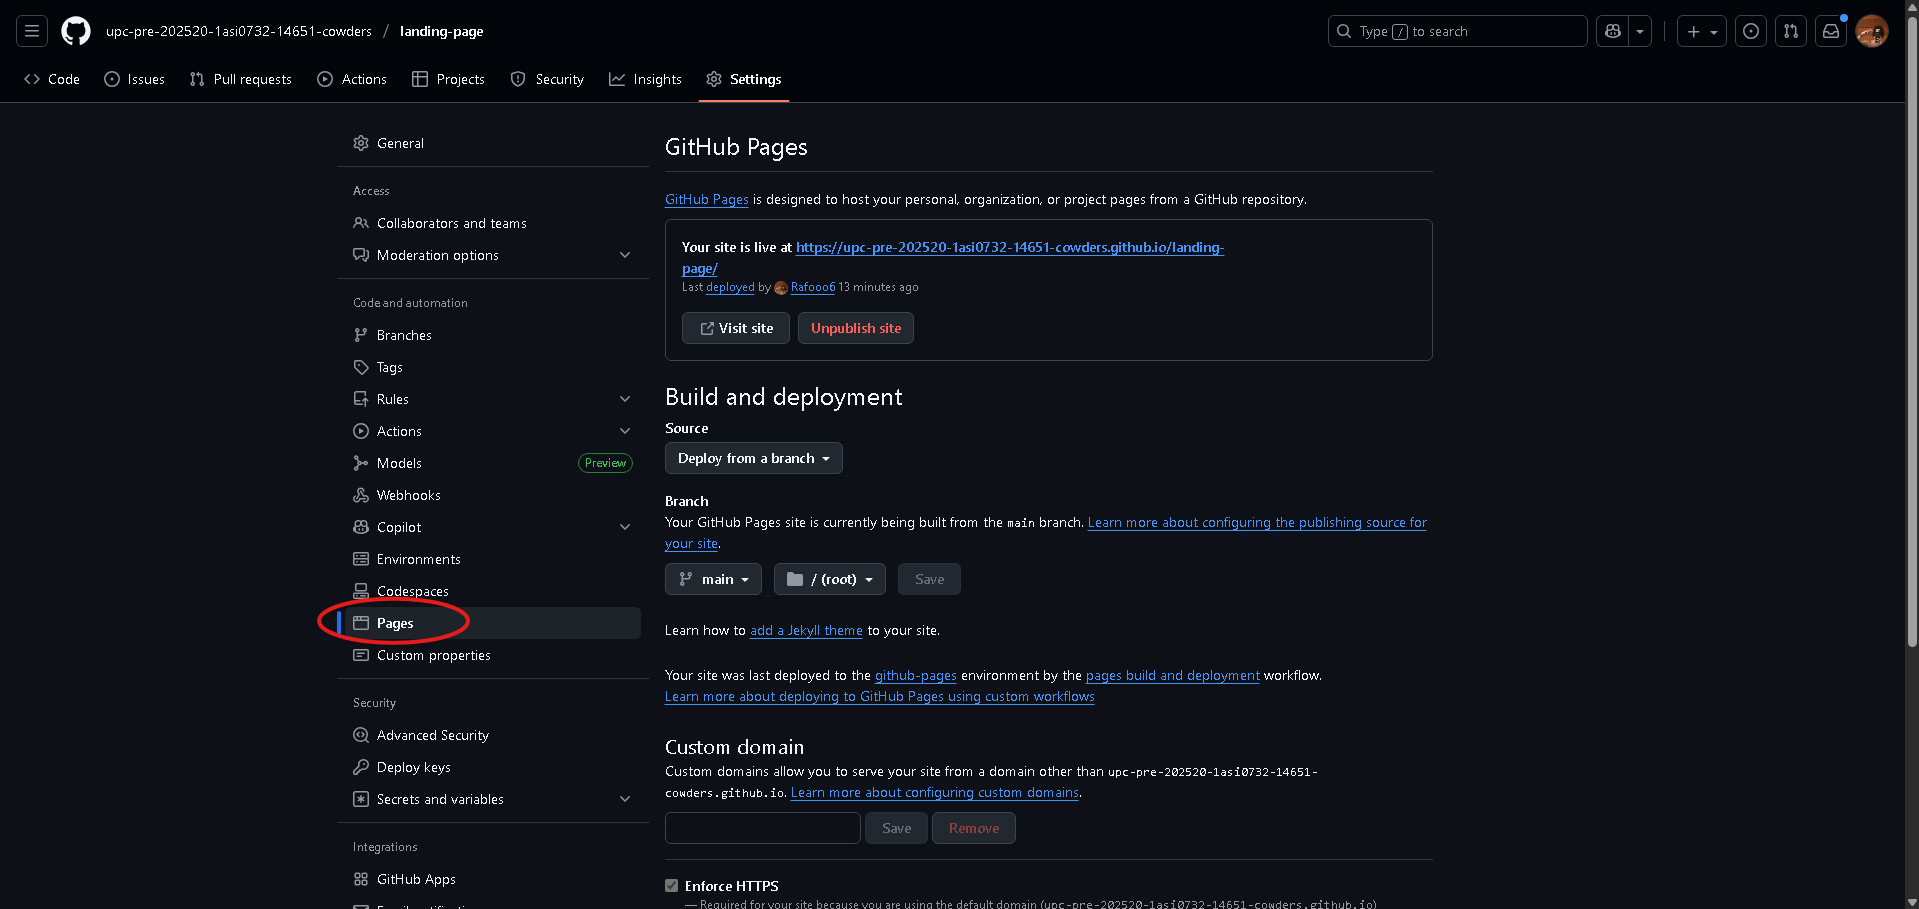 upc-pre-202520-1asi0732-14651-cowders / landing-page
Type / to search
Code
Issues
Pull requests
Actions
Projects
Security
Insights
Settings
General
Access
Collaborators and teams
Moderation options
Code and automation
Branches
Tags
Rules
Actions
Models
Preview
Webhooks
Copilot
Environments
Codespaces
Pages
Custom properties
Security
Advanced Security
Deploy keys
Secrets and variables
Integrations
GitHub Apps
GitHub Pages
GitHub Pages is designed to host your personal, organization, or project pages from a GitHub repository.
Your site is live at https://upc-pre-202520-1asi0732-14651-cowders.github.io/landing-
page/
Last deployed by Rafooo6 13 minutes ago
Visit site
Unpublish site
Build and deployment
Source
Deploy from a branch
Branch
Your GitHub Pages site is currently being built from the main branch. Learn more about configuring the publishing source for
your site.
main
/ (root)
Save
Learn how to add a Jekyll theme to your site.
Your site was last deployed to the github-pages environment by the pages build and deployment workflow.
Learn more about deploying to GitHub Pages using custom workflows
Custom domain
Custom domains allow you to serve your site from a domain other than upc-pre-202520-1asi0732-14651-
cowders.github.io. Learn more about configuring custom domains.
Save
Remove
Enforce HTTPS
— Required for your site because you are using the default domain (upc-pre-202520-1asi0732-14651-cowders.github.io)